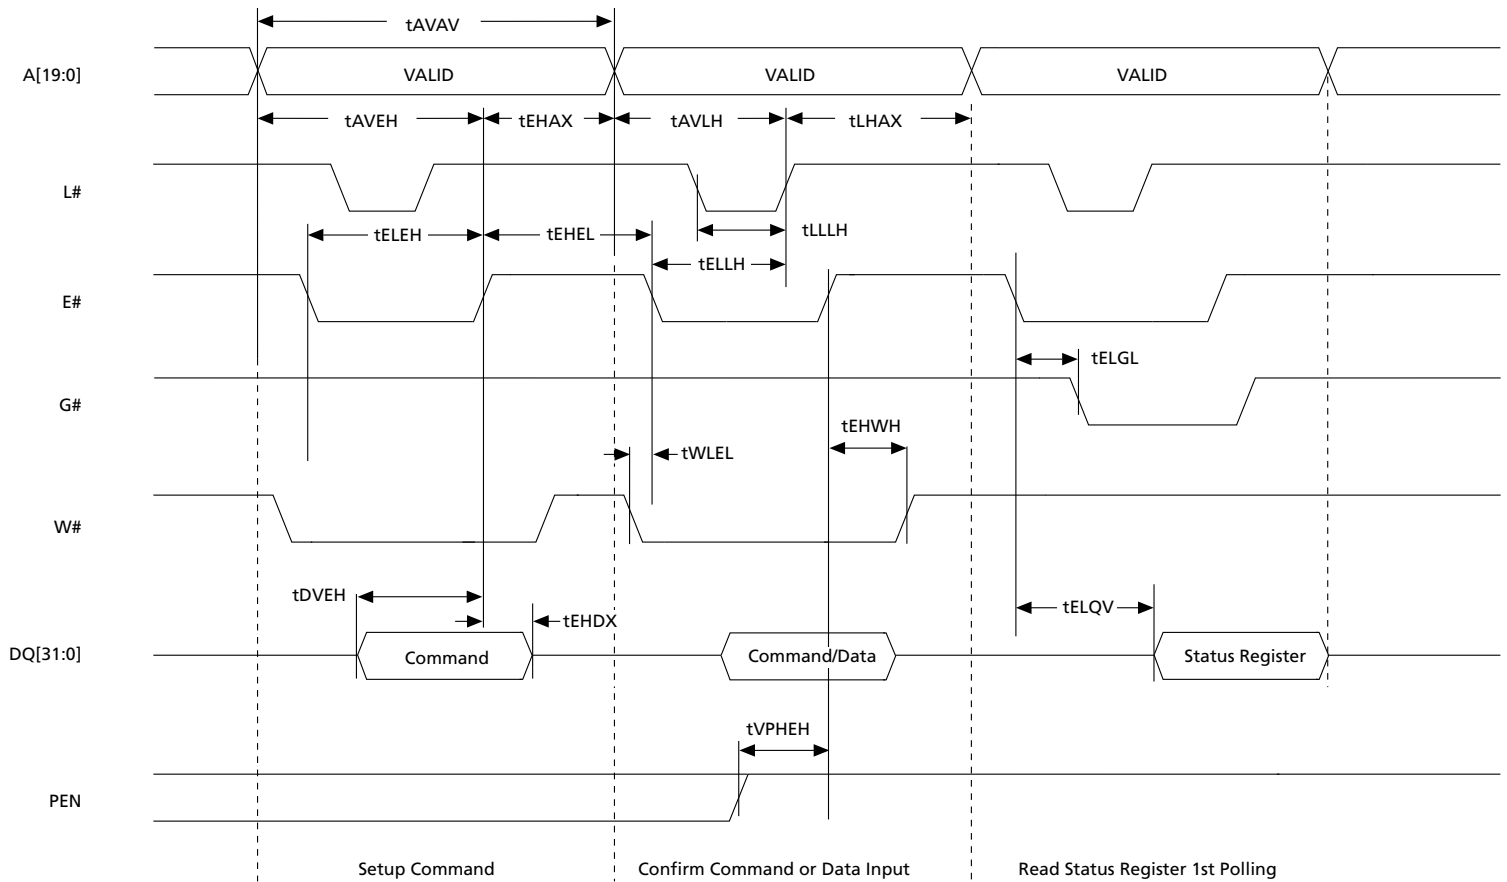 tAVAV
A[19:0]
VALID
VALID
VALID
tAVEH
tEHAX
tAVLH
tLHAX
L#
tELEH
tEHEL
tLLLH
tELLH
E#
tELGL
G#
tEHWH
tWLEL
W#
tDVEH
tEHDX
tELQV
DQ[31:0]
Command
Command/Data
Status Register
tVPHEH
PEN
Setup Command
Confirm Command or Data Input
Read Status Register 1st Polling